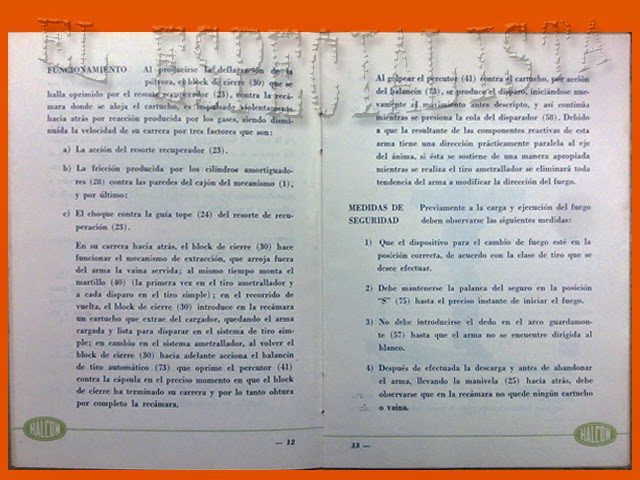 EL ESPECIALISTA
FUNCIONAMIENTO Al producirse la deflagración de la
pólvora, el block de cierre (30) que se
halla oprimido por el resorte recuperador (23), contra la recá-
mara donde se aloja el cartucho, es impulsado violentamente
hacia atrás por reacción producida por los gases, siendo dismi-
nuída la velocidad de su carrera por tres factores que son:
a) La acción del resorte recuperador (23).
b) La fricción producida por los cilindros amortiguado-
res (28) contra las paredes del cajón del mecanismo (1),
y por último:
c) El choque contra la guía tope (24) del resorte de recu-
peración (23).
En su carrera hacia atrás, el block de cierre (30) hace
funcionar el mecanismo de extracción, que arroja fuera
del arma la vaina servida; al mismo tiempo monta el
martillo (40) (la primera vez en el tiro ametrallador y
a cada disparo en el tiro simple); en el recorrido de
vuelta, el block de cierre (30) introduce en la recámara
un cartucho que extrae del cargador, quedando el arma
cargada y lista para disparar en el sistema de tiro sim-
ple; en cambio en el sistema ametrallador, al volver el
block de cierre (30) hacia adelante acciona el balancín
de tiro automático (73) que oprime el percutor (41)
contra la cápsula en el preciso momento en que el block
de cierre ha terminado su carrera y por lo tanto obtura
por completo la recámara.
HALCON
— 12
Al golpear el percutor (41) contra el cartucho, por acción
del balancín (73), se produce el disparo, iniciándose nue-
vamente el movimiento antes descripto, y así continúa
mientras se presiona la cola del disparador (58). Debido
a que la resultante de las componentes reactivas de esta
arma tiene una dirección prácticamente paralela al eje
del ánima, si ésta se sostiene de una manera apropiada
mientras se realiza el tiro ametrallador se eliminará toda
tendencia del arma a modificar la dirección del fuego.
MEDIDAS DE SEGURIDAD Previamente a la carga y ejecución del fuego
deben observarse las siguientes medidas:
1) Que el dispositivo para el cambio de fuego esté en la
posición correcta, de acuerdo con la clase de tiro que se
desee efectuar.
2) Debe mantenerse la palanca del seguro en la posición
"S" (75) hasta el preciso instante de iniciar el fuego.
3) No debe introducirse el dedo en el arco guardamon-
te (57) hasta que el arma no se encuentre dirigida al
blanco.
4) Después de efectuada la descarga y antes de abandonar
el arma, llevando la manivela (25) hacia atrás, debe
observarse que en la recámara no quede ningún cartucho
o vaina.
13 —
HALCON